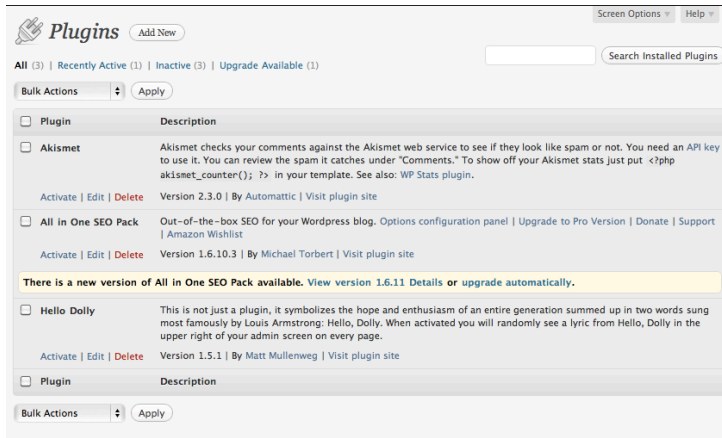 Screen Options ▼ Help ▼
Plugins Add New
Search Installed Plugins
All (3) | Recently Active (1) | Inactive (3) | Upgrade Available (1)
Bulk Actions Apply
Plugin Description
Akismet Akismet checks your comments against the Akismet web service to see if they look like spam or not. You need an API key
to use it. You can review the spam it catches under "Comments." To show off your Akismet stats just put <?php
akismet_counter(); ?> in your template. See also: WP Stats plugin.
Activate | Edit | Delete Version 2.3.0 | By Automattic | Visit plugin site
All in One SEO Pack Out-of-the-box SEO for your Wordpress blog. Options configuration panel | Upgrade to Pro Version | Donate | Support
| Amazon Wishlist
Activate | Edit | Delete Version 1.6.10.3 | By Michael Torbert | Visit plugin site
There is a new version of All in One SEO Pack available. View version 1.6.11 Details or upgrade automatically.
Hello Dolly This is not just a plugin, it symbolizes the hope and enthusiasm of an entire generation summed up in two words sung
most famously by Louis Armstrong: Hello, Dolly. When activated you will randomly see a lyric from Hello, Dolly in the
upper right of your admin screen on every page.
Activate | Edit | Delete Version 1.5.1 | By Matt Mullenweg | Visit plugin site
Plugin Description
Bulk Actions Apply